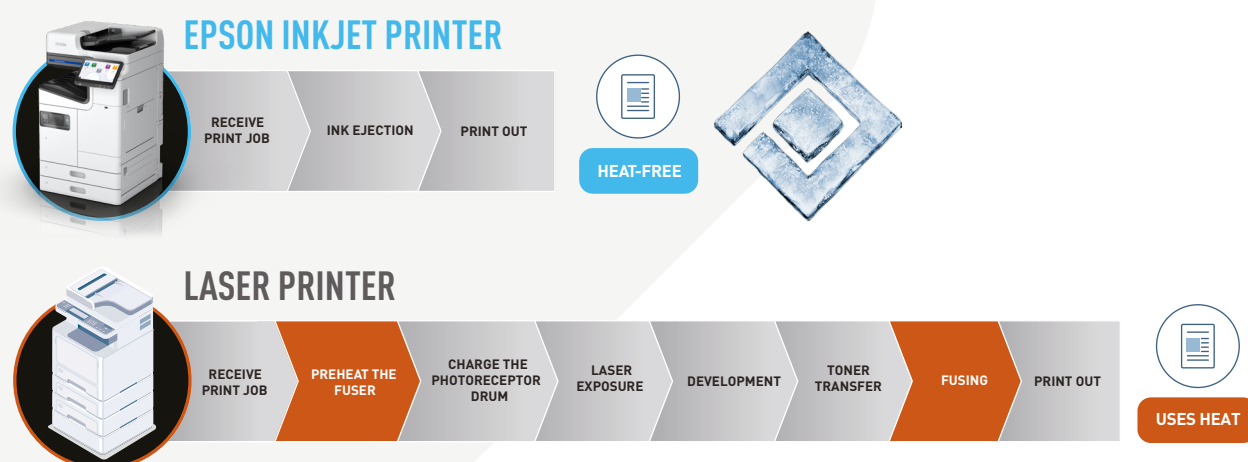 EPSON INKJET PRINTER
RECEIVE
PRINT JOB
INK EJECTION
PRINT OUT
HEAT-FREE
LASER PRINTER
RECEIVE
PRINT JOB
PREHEAT THE
FUSER
CHARGE THE
PHOTORECEPTOR
DRUM
LASER
EXPOSURE
DEVELOPMENT
TONER
TRANSFER
FUSING
PRINT OUT
USES HEAT